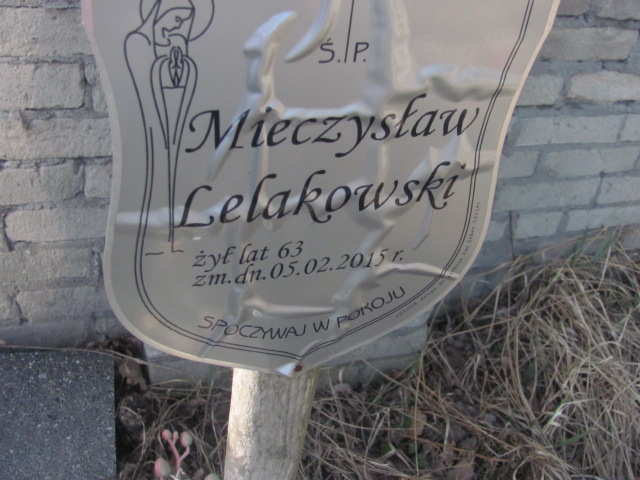 Ś. P.
Mieczysław
Lelakowski
żył lat 63
zm.dn.05.02.2015 r.
SPOCZYWAJ W POKOJU